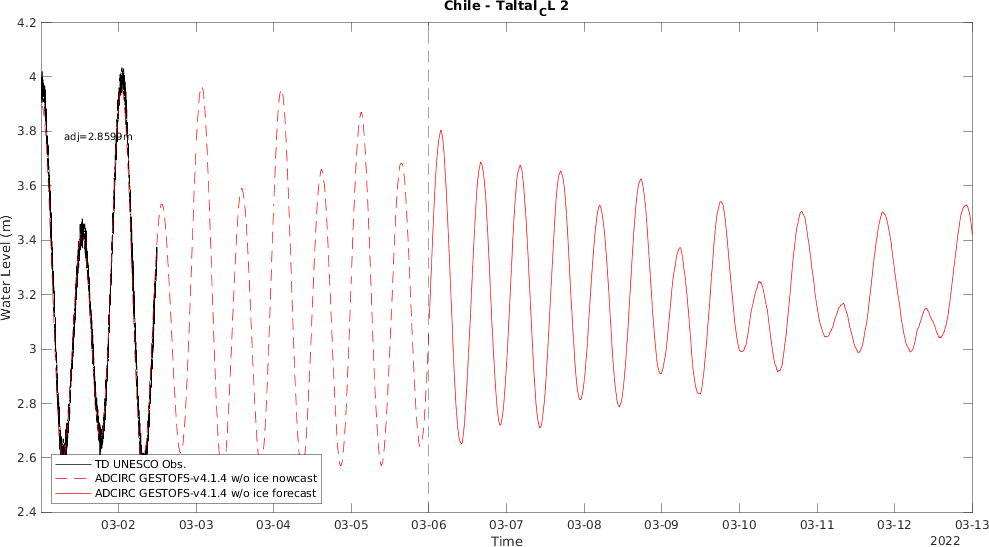 Chile - Taltal_CL 2
4.2
4
3.8
3.6
3.4
3.2
3
2.8
2.6
2.4
Water Level (m)
adj=2.8599m
TD UNESCO Obs.
ADCIRC GESTOFS-v4.1.4 w/o ice nowcast
ADCIRC GESTOFS-v4.1.4 w/o ice forecast
03-02 03-03 03-04 03-05 03-06 03-07 03-08 03-09 03-10 03-11 03-12 03-13
Time
2022